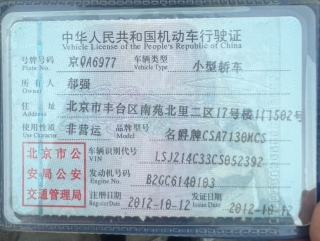 中华人民共和国机动车行驶证
Vehicle License of the People's Republic of China
号牌号码 京QA6977 车辆类型 小型轿车
Plate No. Vehicle Type
所有人 郝强
Owner
住址 北京市丰台区南苑北里二区17号楼1门502号
Address
使用性质 非营运 品牌型号 名爵牌CSA7130MCS
Use Character Model
北京市公安局公安交通管理局
车辆识别代号 LSJZ14C33CS052392
VIN
发动机号码 B2GC6140103
Engine No.
注册日期 2012-10-12 发证日期 2012-10-12
Register Date Issue Date